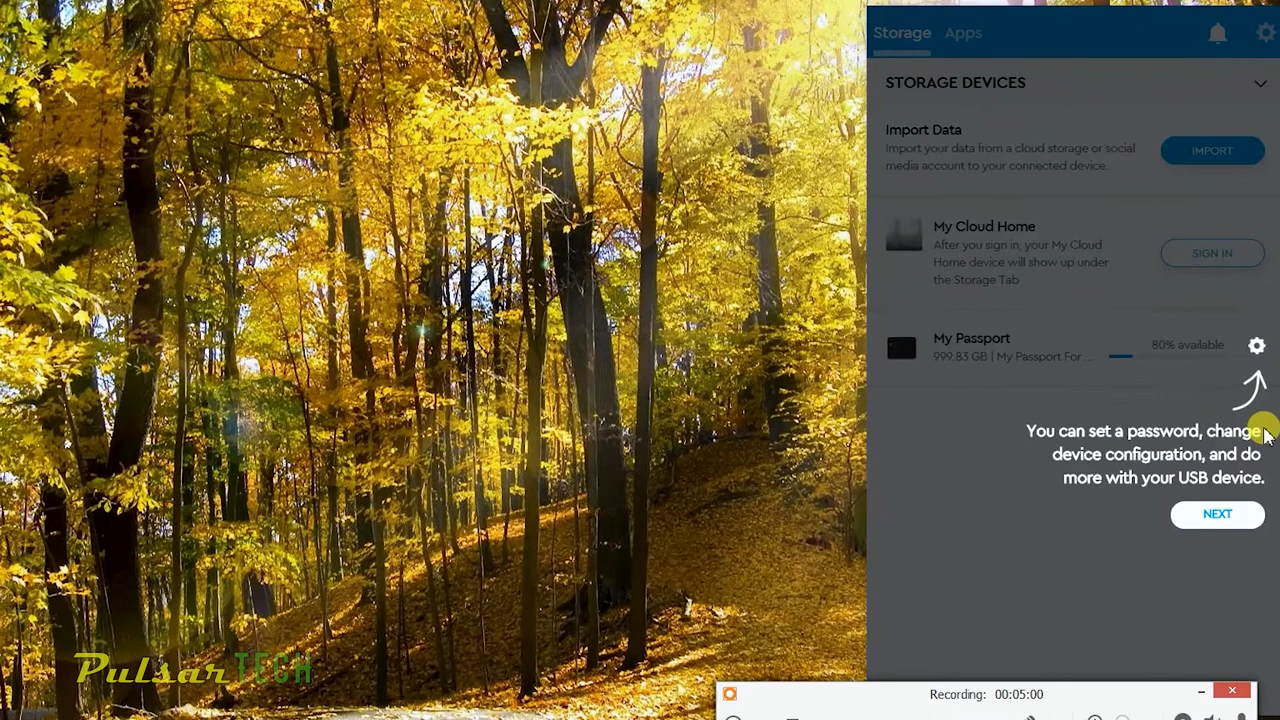 Storage Apps
STORAGE DEVICES
Import Data
Import your data from a cloud storage or social
media account to your connected device.
IMPORT
My Cloud Home
After you sign in, your My Cloud
Home device will show up under
the Storage Tab
SIGN IN
My Passport
999.83 GB | My Passport For ...
80% available
You can set a password, change
device configuration, and do
more with your USB device.
NEXT
Pulsar TECH
Recording: 00:05:00